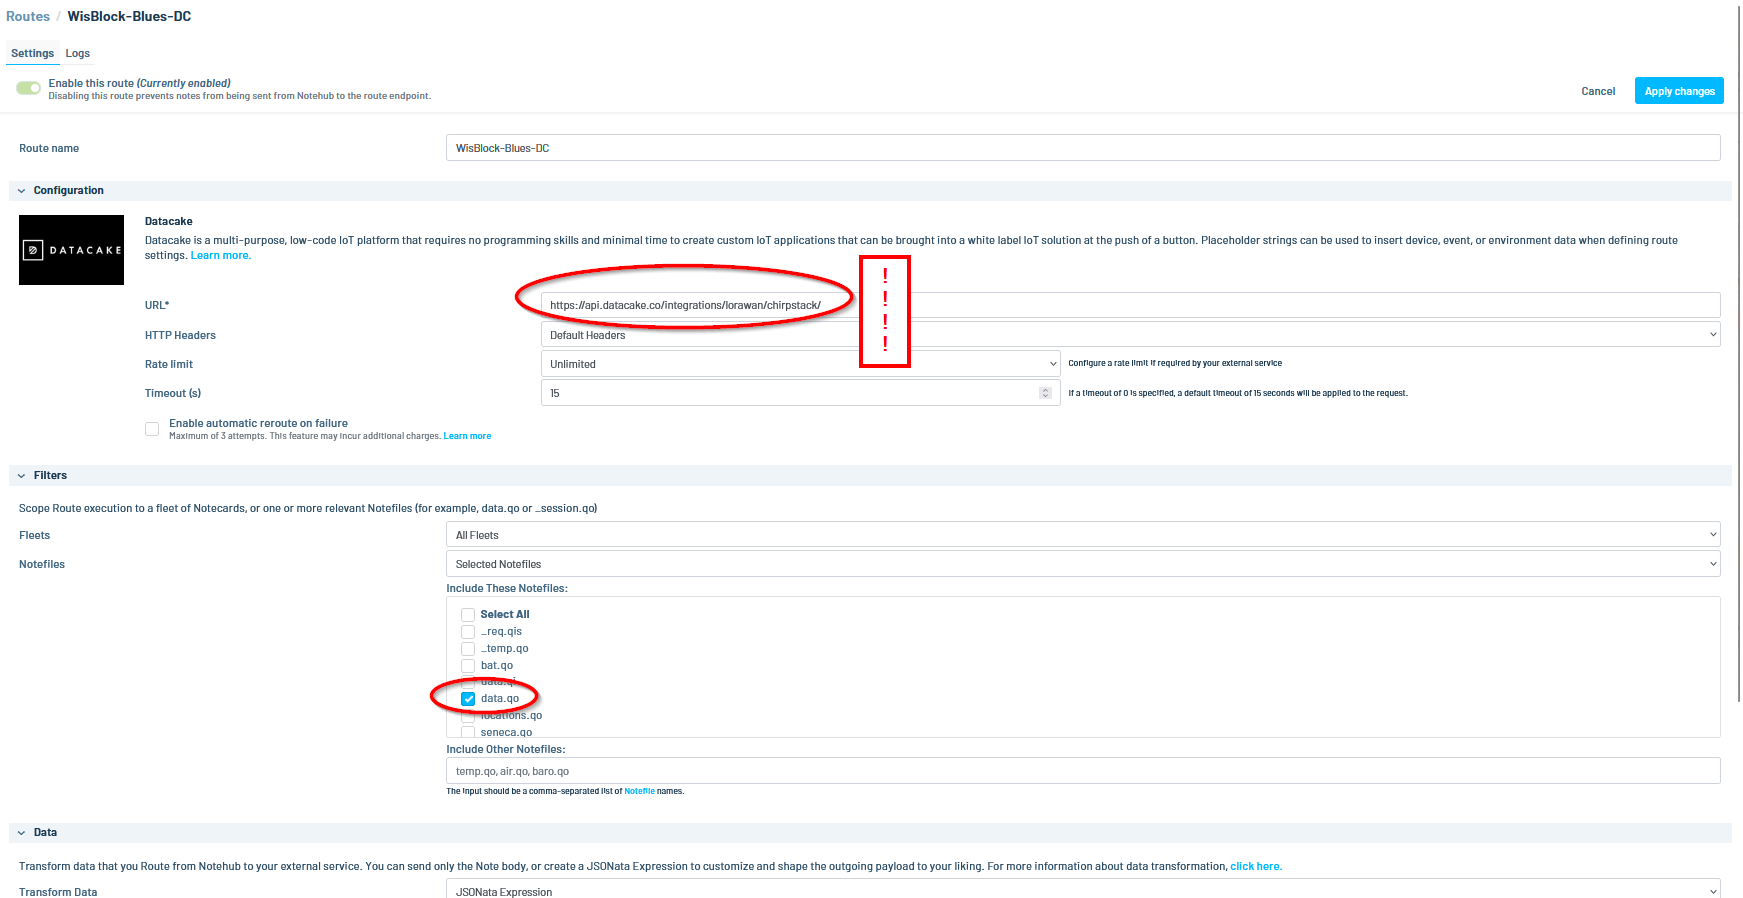 Routes / WisBlock-Blues-DC
Settings Logs
Enable this route (Currently enabled)
Disabling this route prevents notes from being sent from Notehub to the route endpoint.
Cancel Apply changes
Route name WisBlock-Blues-DC
Configuration
DATACAKE
Datacake
Datacake is a multi-purpose, low-code IoT platform that requires no programming skills and minimal time to create custom IoT applications that can be brought into a white label IoT solution at the push of a button. Placeholder strings can be used to insert device, event, or environment data when defining route
settings. Learn more.
URL* https://api.datacake.co/integrations/lorawan/chirpstack/
!
!
!
!
HTTP Headers Default Headers
Rate limit Unlimited Configure a rate limit if required by your external service
Timeout (s) 15 If a timeout of 0 is specified, a default timeout of 15 seconds will be applied to the request.
Enable automatic reroute on failure
Maximum of 3 attempts. This feature may incur additional charges. Learn more
Filters
Scope Route execution to a fleet of Notecards, or one or more relevant Notefiles (for example, data.qo or _session.qo)
Fleets All Fleets
Notefiles Selected Notefiles
Include These Notefiles:
Select All
_req.qis
_temp.qo
bat.qo
data.qi
data.qo
locations.qo
seneca.qo
Include Other Notefiles:
temp.qo, air.qo, baro.qo
The input should be a comma-separated list of Notefile names.
Data
Transform data that you Route from Notehub to your external service. You can send only the Note body, or create a JSONata Expression to customize and shape the outgoing payload to your liking. For more information about data transformation, click here.
Transform Data JSONata Expression